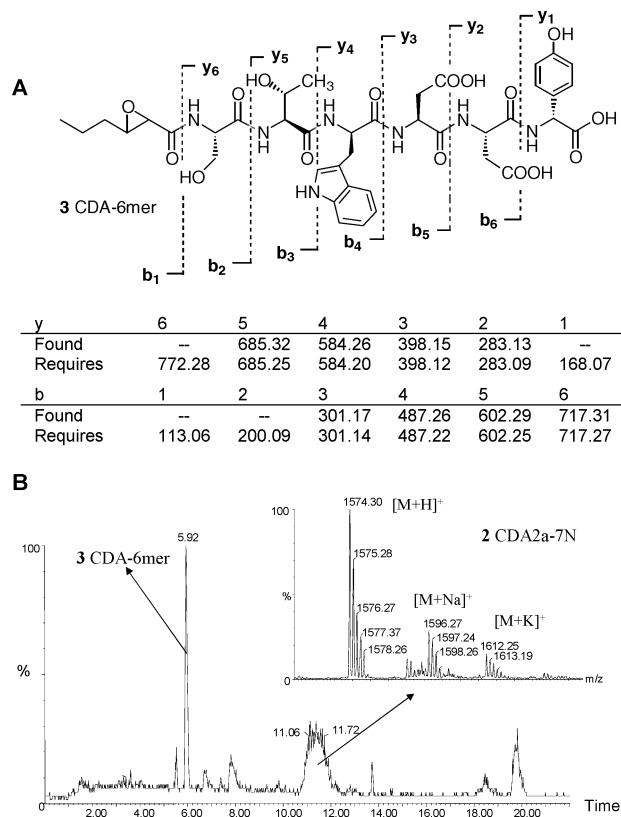 A
y6
y5
y4
y3
y2
y1
OH
HO
CH3
COOH
O
H
N
O
H
N
O
H
N
O
OH
O
N
H
O
N
H
O
N
H
O
HO
HN
COOH
3 CDA-6mer
b1
b2
b3
b4
b5
b6
y 6 5 4 3 2 1
Found -- 685.32 584.26 398.15 283.13 --
Requires 772.28 685.25 584.20 398.12 283.09 168.07
b 1 2 3 4 5 6
Found -- -- 301.17 487.26 602.29 717.31
Requires 113.06 200.09 301.14 487.22 602.25 717.27
B
1574.30
[M+H]+
100
2 CDA2a-7N
1575.28
5.92
100
3 CDA-6mer
%
[M+Na]+
1576.27
[M+K]+
1596.27
1577.37
1597.24
1612.25
1578.26
1598.26
1613.19
%
0
m/z
11.06
11.72
0
2.00 4.00 6.00 8.00 10.00 12.00 14.00 16.00 18.00 20.00
Time